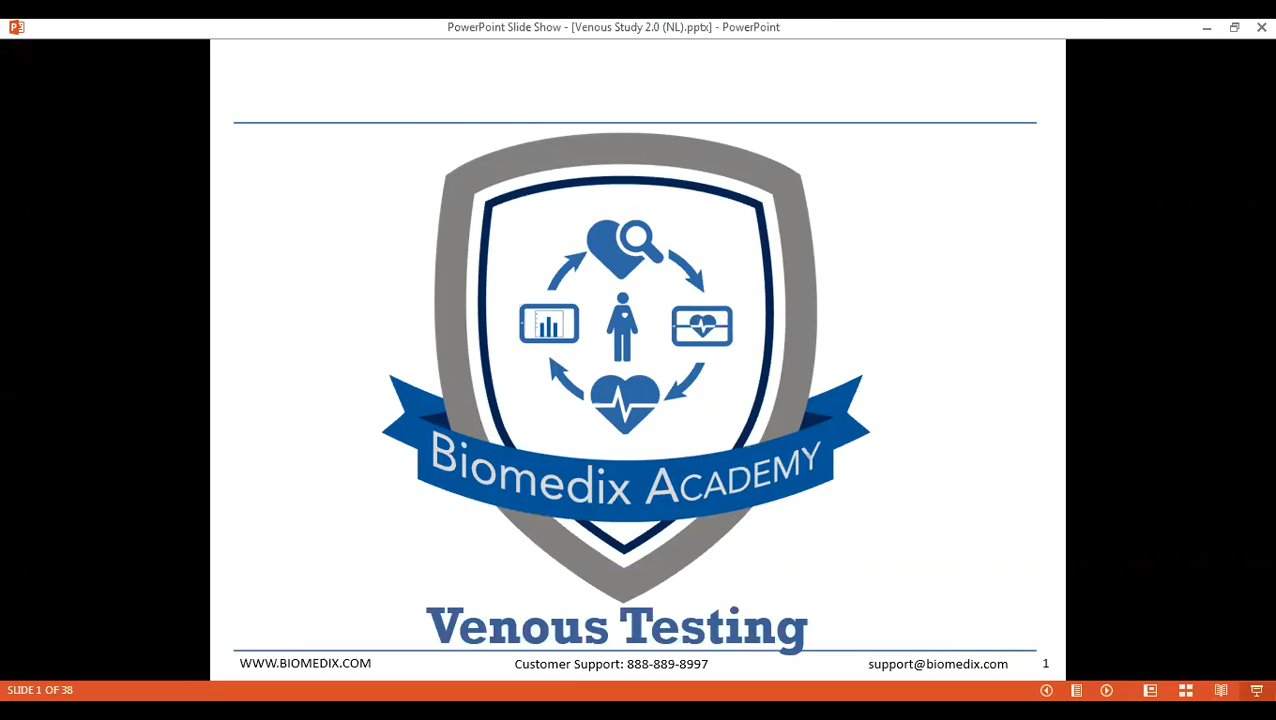 PowerPoint Slide Show - [Venous Study 2.0 (NL).pptx] - PowerPoint
Biomedix ACADEMY
Venous Testing
WWW.BIOMEDIX.COM Customer Support: 888-889-8997 support@biomedix.com 1
SLIDE 1 OF 38